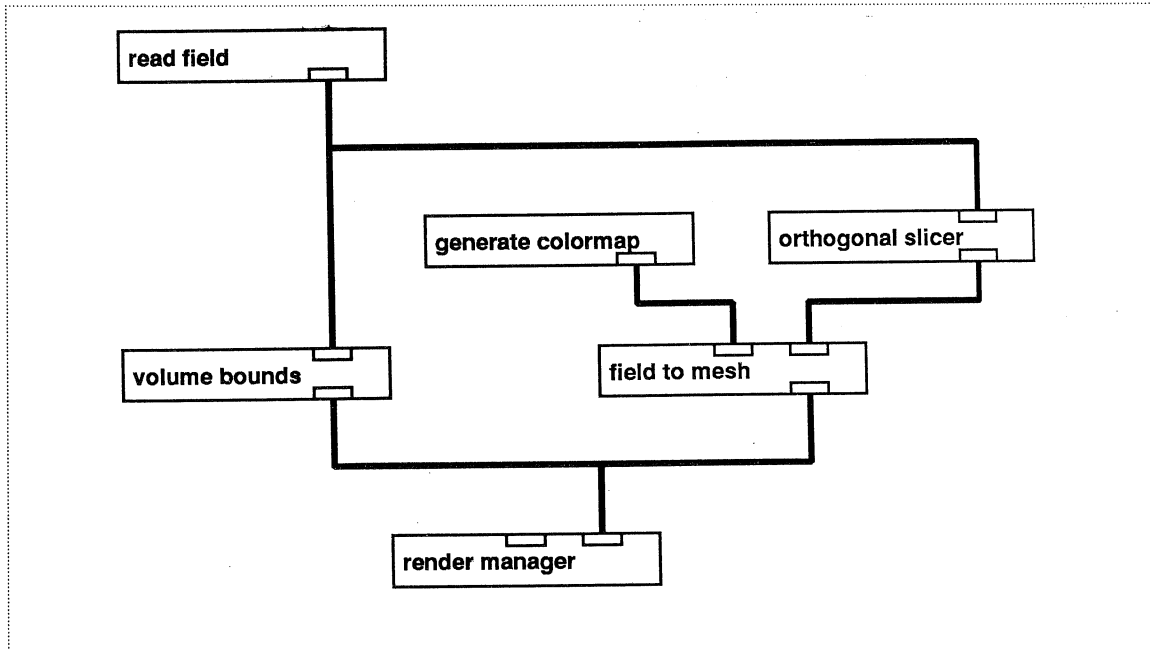 read field
generate colormap
orthogonal slicer
volume bounds
field to mesh
render manager